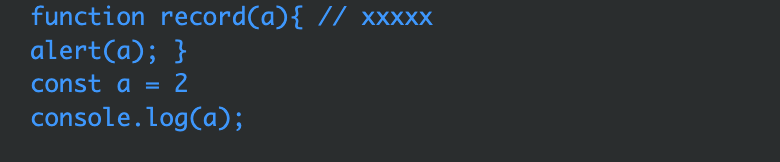 function record(a){ // xxxxx
alert(a); }
const a = 2
console.log(a);